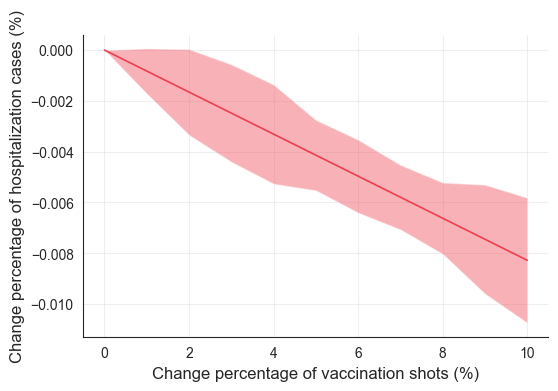 Change percentage of hospitalization cases (%)
0.000
−0.002
−0.004
−0.006
−0.008
−0.010
0 2 4 6 8 10
Change percentage of vaccination shots (%)